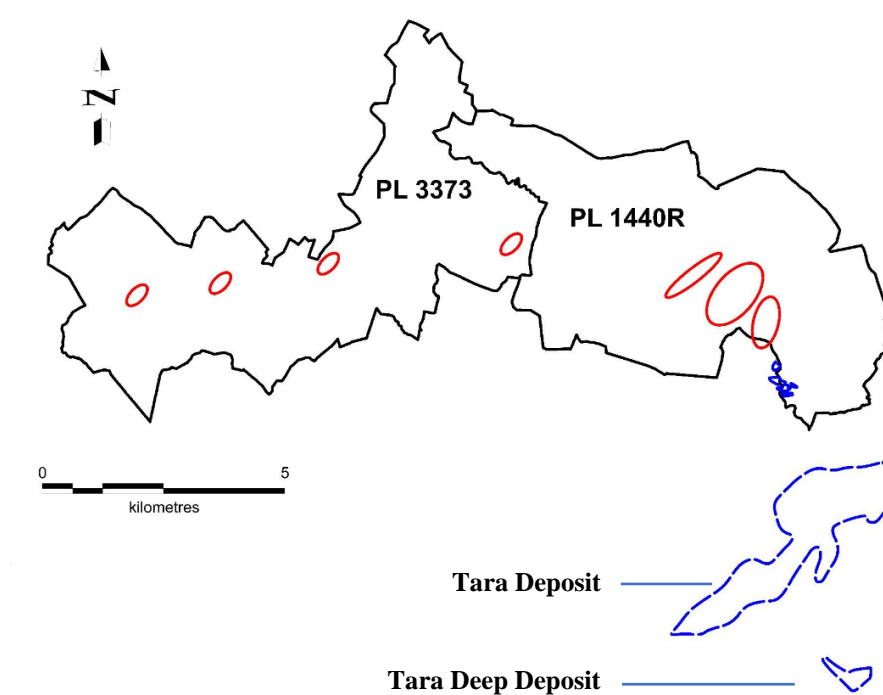 N
PL 3373
PL 1440R
0 5
kilometres
Tara Deposit
Tara Deep Deposit